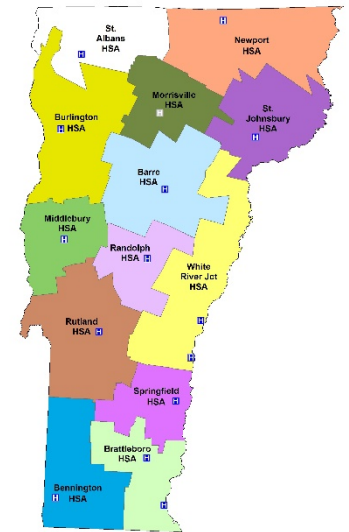 St.
Albans
HSA
H
Newport
HSA
H
Morrisville
HSA
H
St.
Johnsbury
HSA
H
Burlington
HSA
H
Barre
HSA
H
Middlebury
HSA
H
Randolph
HSA
H
White
River Jct
HSA
H
H
Rutland
HSA
H
Springfield
HSA
H
Brattleboro
HSA
H
H
Bennington
HSA
H